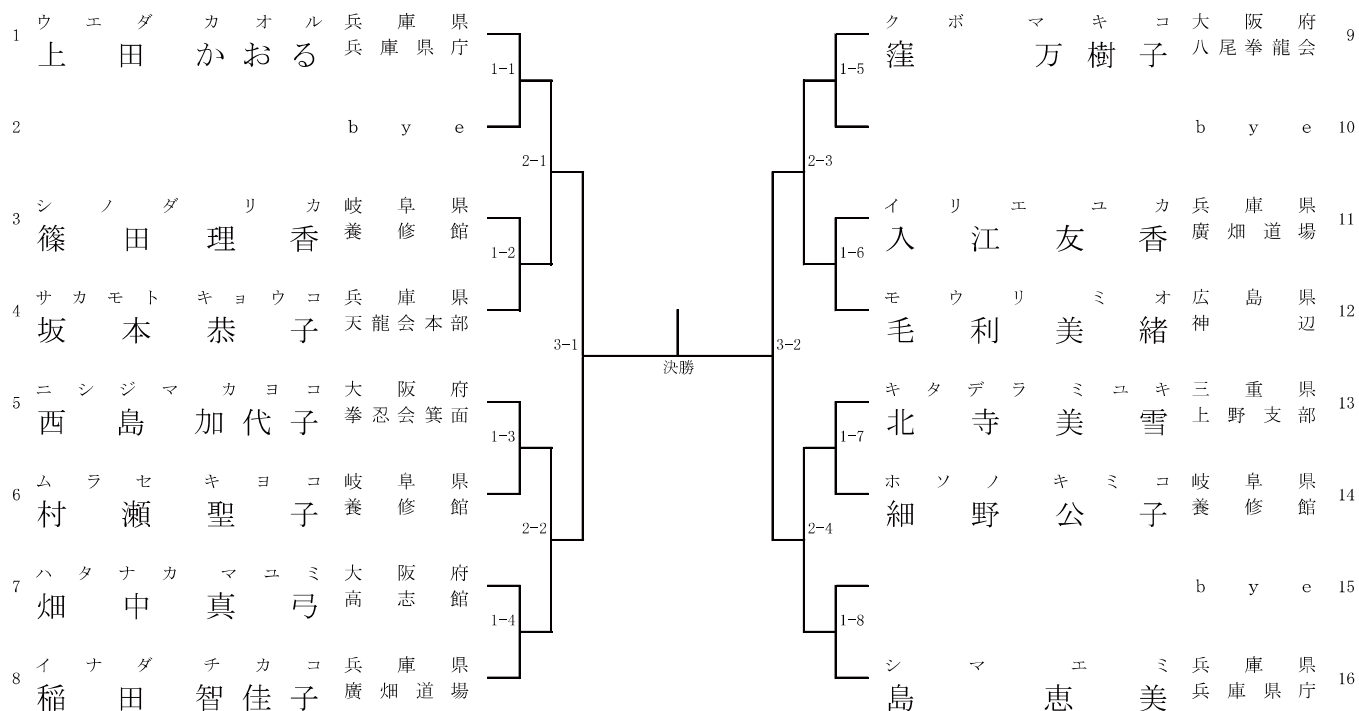 1 ウエダ カオル 兵庫県
上田 かおる 兵庫県庁
1-1
2 bye
2-1
3 シノダ リカ 岐阜県
篠田 理香 養修館
1-2
4 サカモト キョウコ 兵庫県
坂本 恭子 天龍会本部
3-1
5 ニシジマ カヨコ 大阪府
西島 加代子 拳忍会箕面
1-3
6 ムラセ キヨコ 岐阜県
村瀬 聖子 養修館
2-2
7 ハタナカ マユミ 大阪府
畑中 真弓 高志館
1-4
8 イナダ チカコ 兵庫県
稲田 智佳子 廣畑道場
決勝
クボ マキコ 大阪府 9
窪 万樹子 八尾拳龍会
1-5
bye 10
2-3
イリエ ユカ 兵庫県 11
入江 友香 廣畑道場
1-6
モウリ ミオ 広島県 12
毛利 美緒 神辺
3-2
キタデラ ミユキ 三重県 13
北寺 美雪 上野支部
1-7
ホソノ キミコ 岐阜県 14
細野 公子 養修館
2-4
bye 15
1-8
シマ エミ 兵庫県 16
島 恵美 兵庫県庁